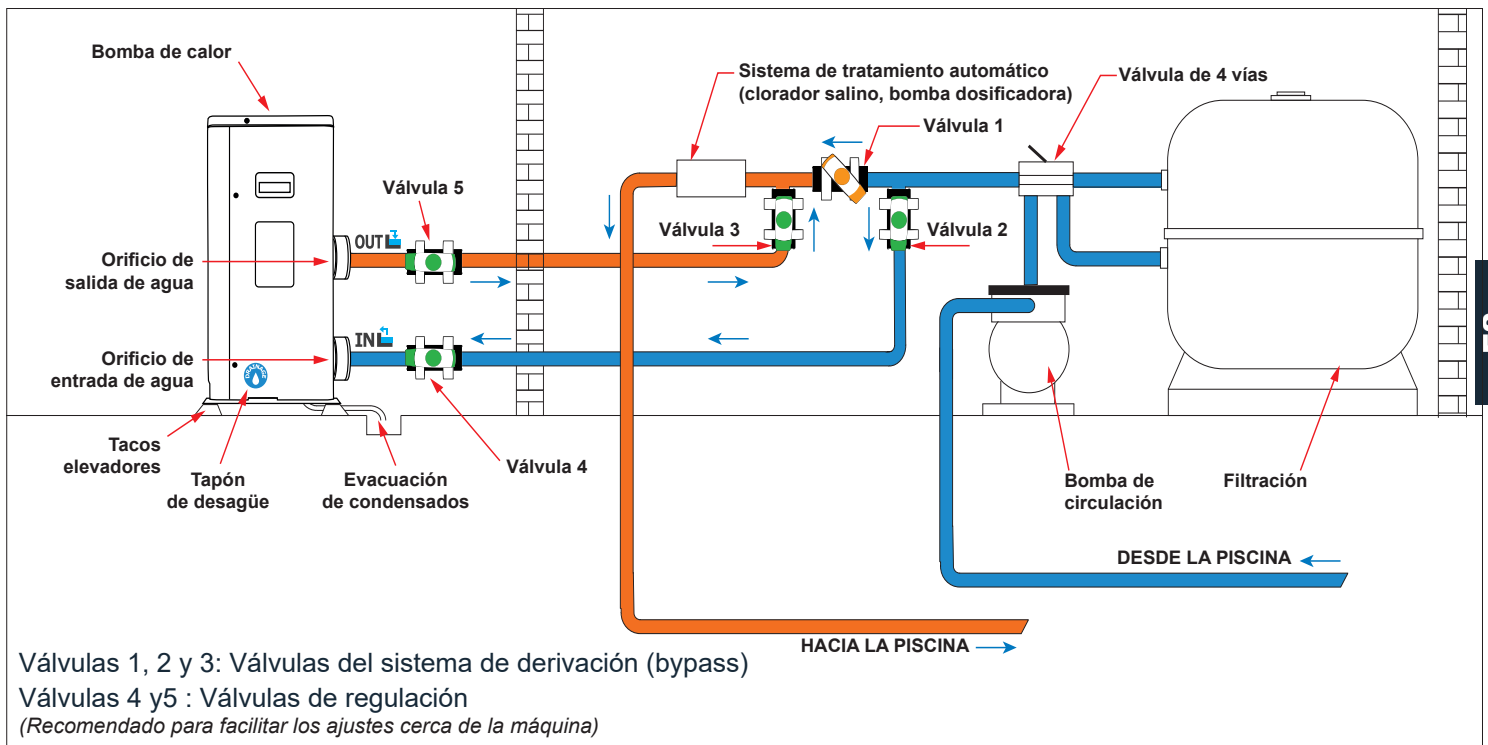 Bomba de calor
Sistema de tratamiento automático
(clorador salino, bomba dosificadora)
Válvula de 4 vías
Válvula 1
Válvula 5
Válvula 3
Válvula 2
OUT
Orificio de
salida de agua
IN
Orificio de
entrada de agua
DRAINAGE
Tacos
elevadores
Tapón
de desagüe
Evacuación
de condensados
Válvula 4
Bomba de
circulación
Filtración
DESDE LA PISCINA
HACIA LA PISCINA
Válvulas 1, 2 y 3: Válvulas del sistema de derivación (bypass)
Válvulas 4 y5 : Válvulas de regulación
(Recomendado para facilitar los ajustes cerca de la máquina)